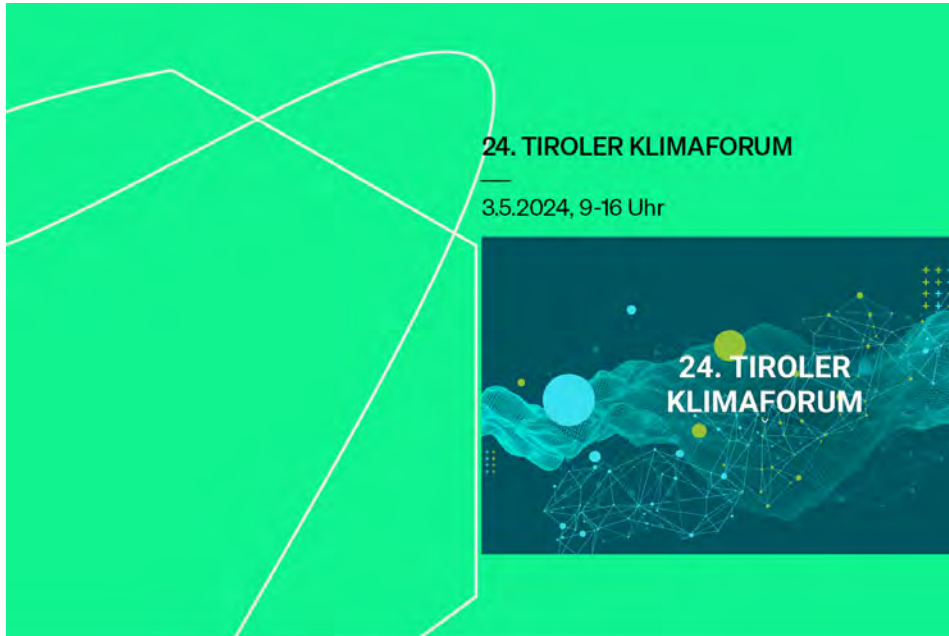 24. TIROLER KLIMAFORUM
3.5.2024, 9-16 Uhr
24. TIROLER
KLIMAFORUM